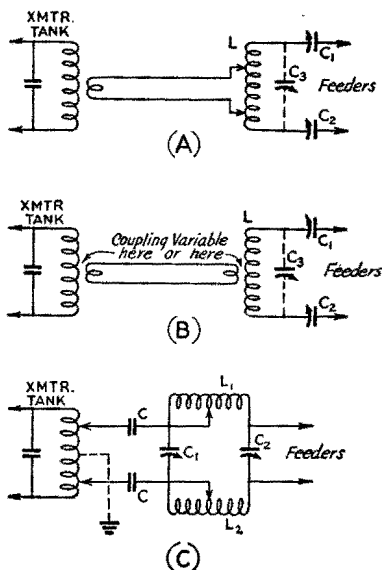 XMTR.
TANK
L
C₁
C₃
Feeders
C₂
(A)
XMTR.
TANK
Coupling Variable
here or here
L
C₁
C₃
Feeders
C₂
(B)
XMTR.
TANK
C
L₁
C₁
C₂
Feeders
C
L₂
(C)